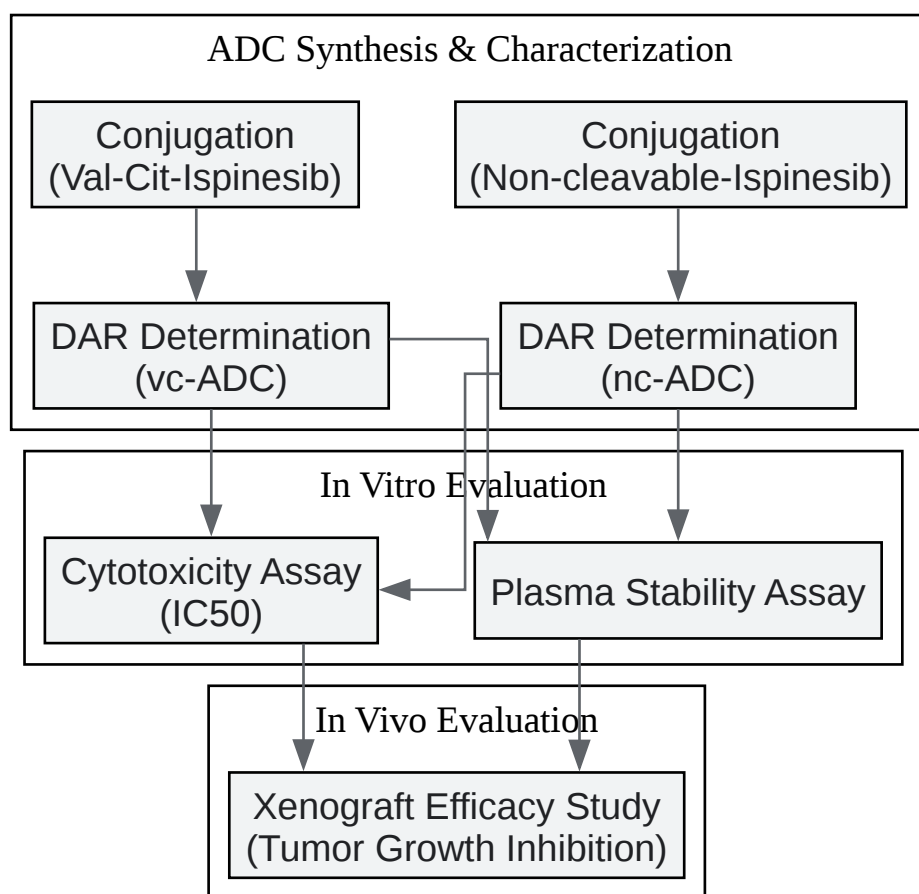 ADC Synthesis & Characterization
Conjugation
(Val-Cit-Ispinesib)
Conjugation
(Non-cleavable-Ispinesib)
DAR Determination
(vc-ADC)
DAR Determination
(nc-ADC)
In Vitro Evaluation
Cytotoxicity Assay
(IC50)
Plasma Stability Assay
In Vivo Evaluation
Xenograft Efficacy Study
(Tumor Growth Inhibition)